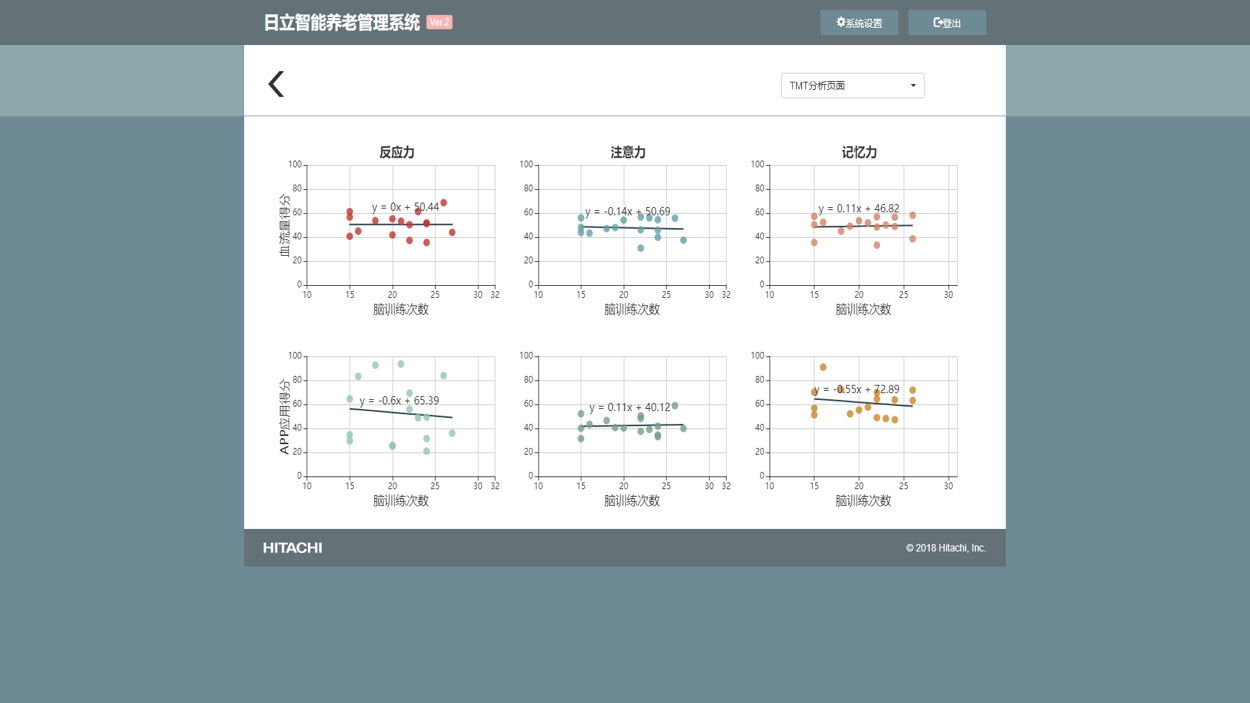 日立智能养老管理系统 Ver.2
系统设置 登出
TMT分析页面
反应力 注意力 记忆力
血流量得分
100 80 60 40 20 0
y = 0x + 50.44
10 15 20 25 30 32
脑训练次数
100 80 60 40 20 0
y = -0.14x + 50.69
10 15 20 25 30 32
脑训练次数
100 80 60 40 20 0
y = 0.11x + 46.82
10 15 20 25 30
脑训练次数
APP应用得分
100 80 60 40 20 0
y = -0.6x + 65.39
10 15 20 25 30 32
脑训练次数
100 80 60 40 20 0
y = 0.11x + 40.12
10 15 20 25 30 32
脑训练次数
100 80 60 40 20 0
y = -0.55x + 72.89
10 15 20 25 30
脑训练次数
HITACHI
© 2018 Hitachi, Inc.